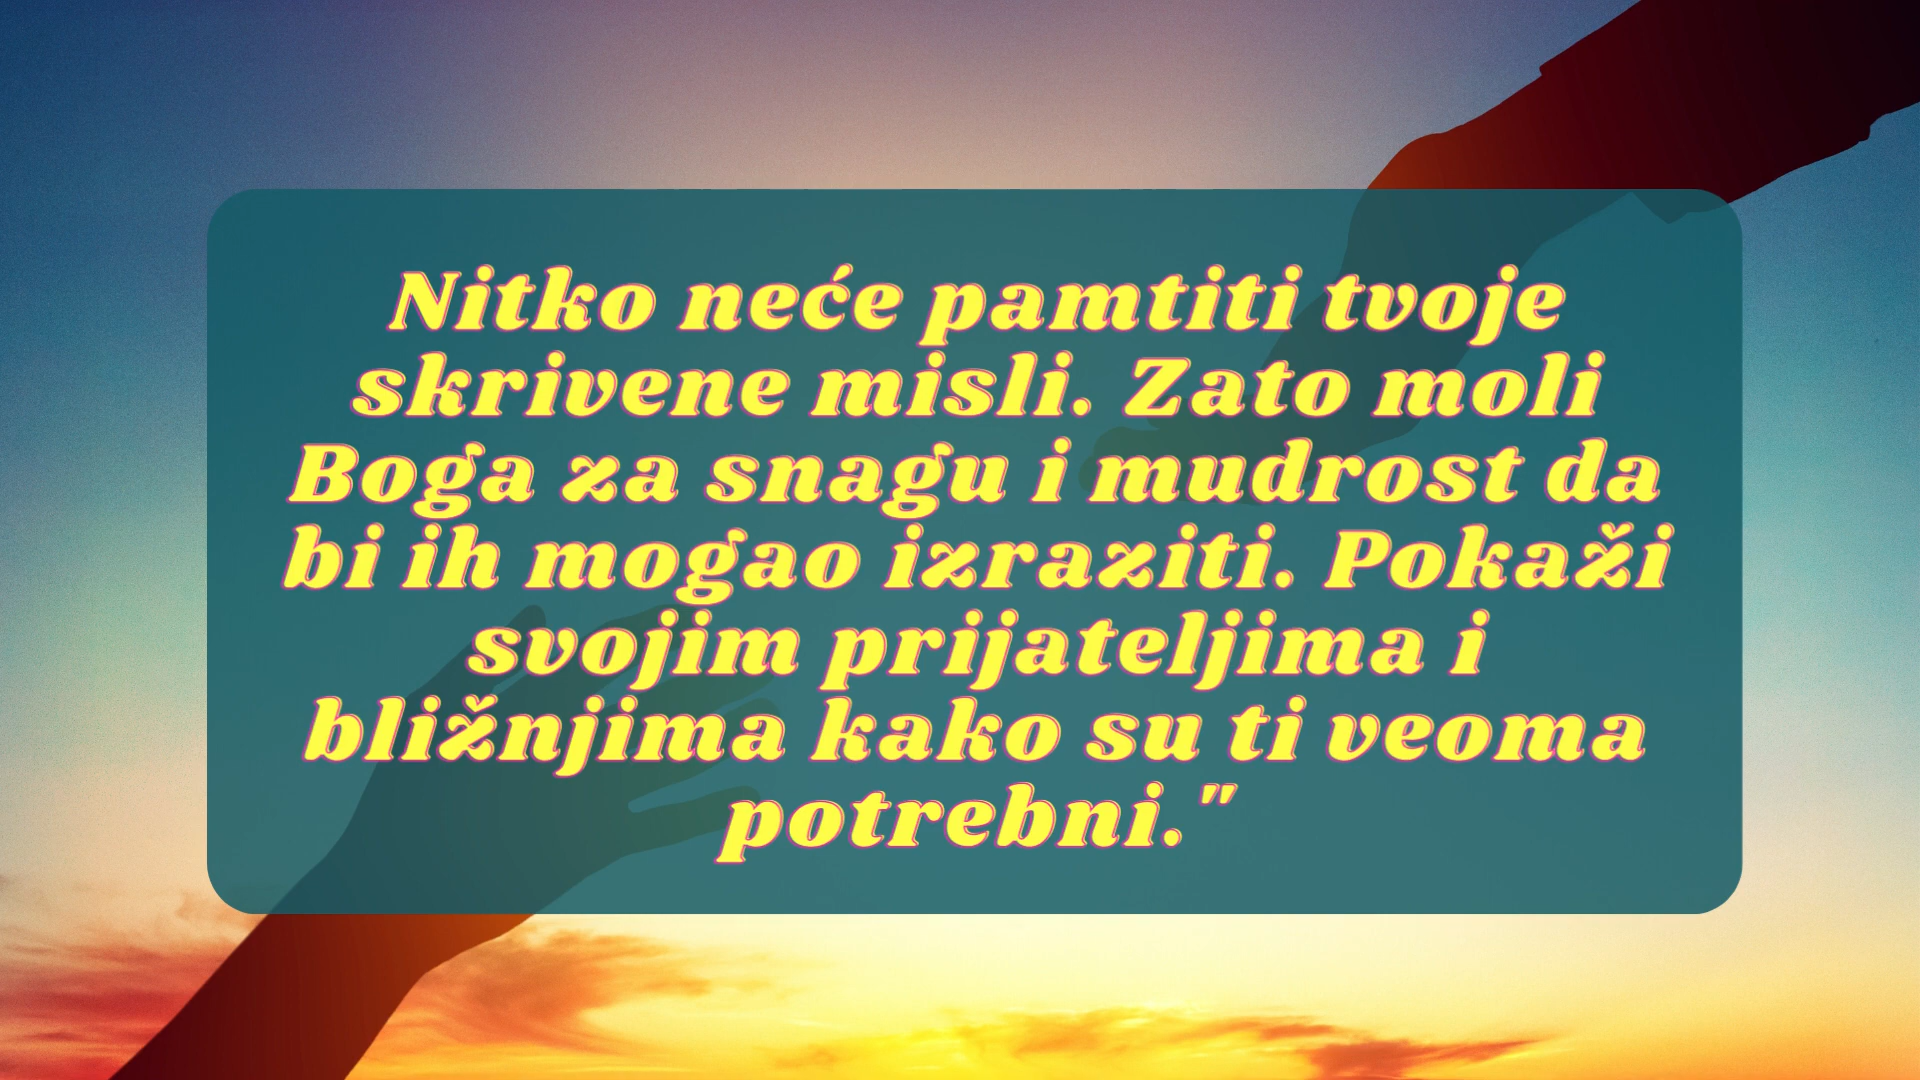 Nitko neće pamtiti tvoje
skrivene misli. Zato moli
Boga za snagu i mudrost da
bi ih mogao izraziti. Pokaži
svojim prijateljima i
bližnjima kako su ti veoma
potrebni."